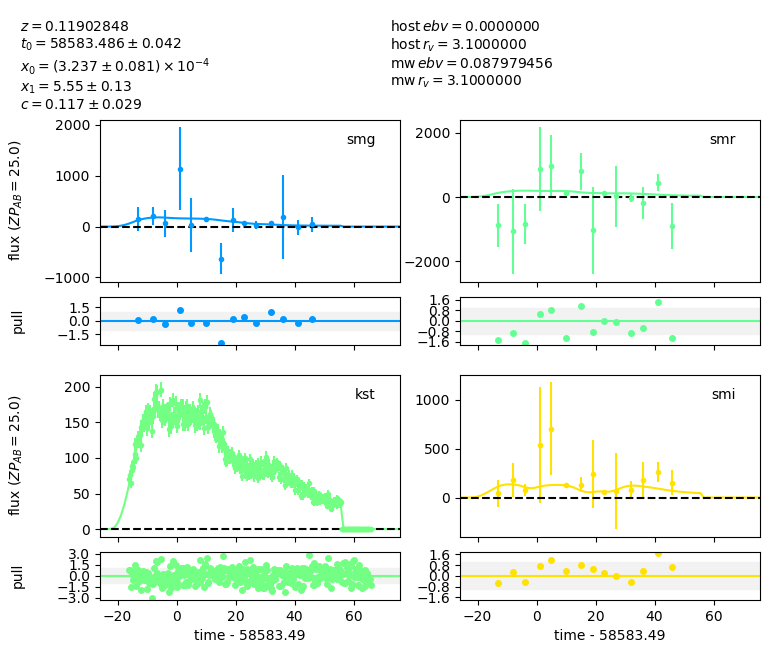 z = 0.11902848
t₀ = 58583.486 ± 0.042
x₀ = (3.237 ± 0.081) × 10⁻⁴
x₁ = 5.55 ± 0.13
c = 0.117 ± 0.029
host ebv = 0.0000000
host r_v = 3.1000000
mw ebv = 0.087979456
mw r_v = 3.1000000
flux (ZP_AB = 25.0)
2000
1000
0
−1000
smg
2000
0
−2000
smr
pull
1.5
0.0
−1.5
1.6
0.8
0.0
−0.8
−1.6
flux (ZP_AB = 25.0)
200
150
100
50
0
kst
1000
500
0
smi
pull
3.0
1.5
0.0
−1.5
−3.0
1.6
0.8
0.0
−0.8
−1.6
−20 0 20 40 60
−20 0 20 40 60
time - 58583.49
time - 58583.49